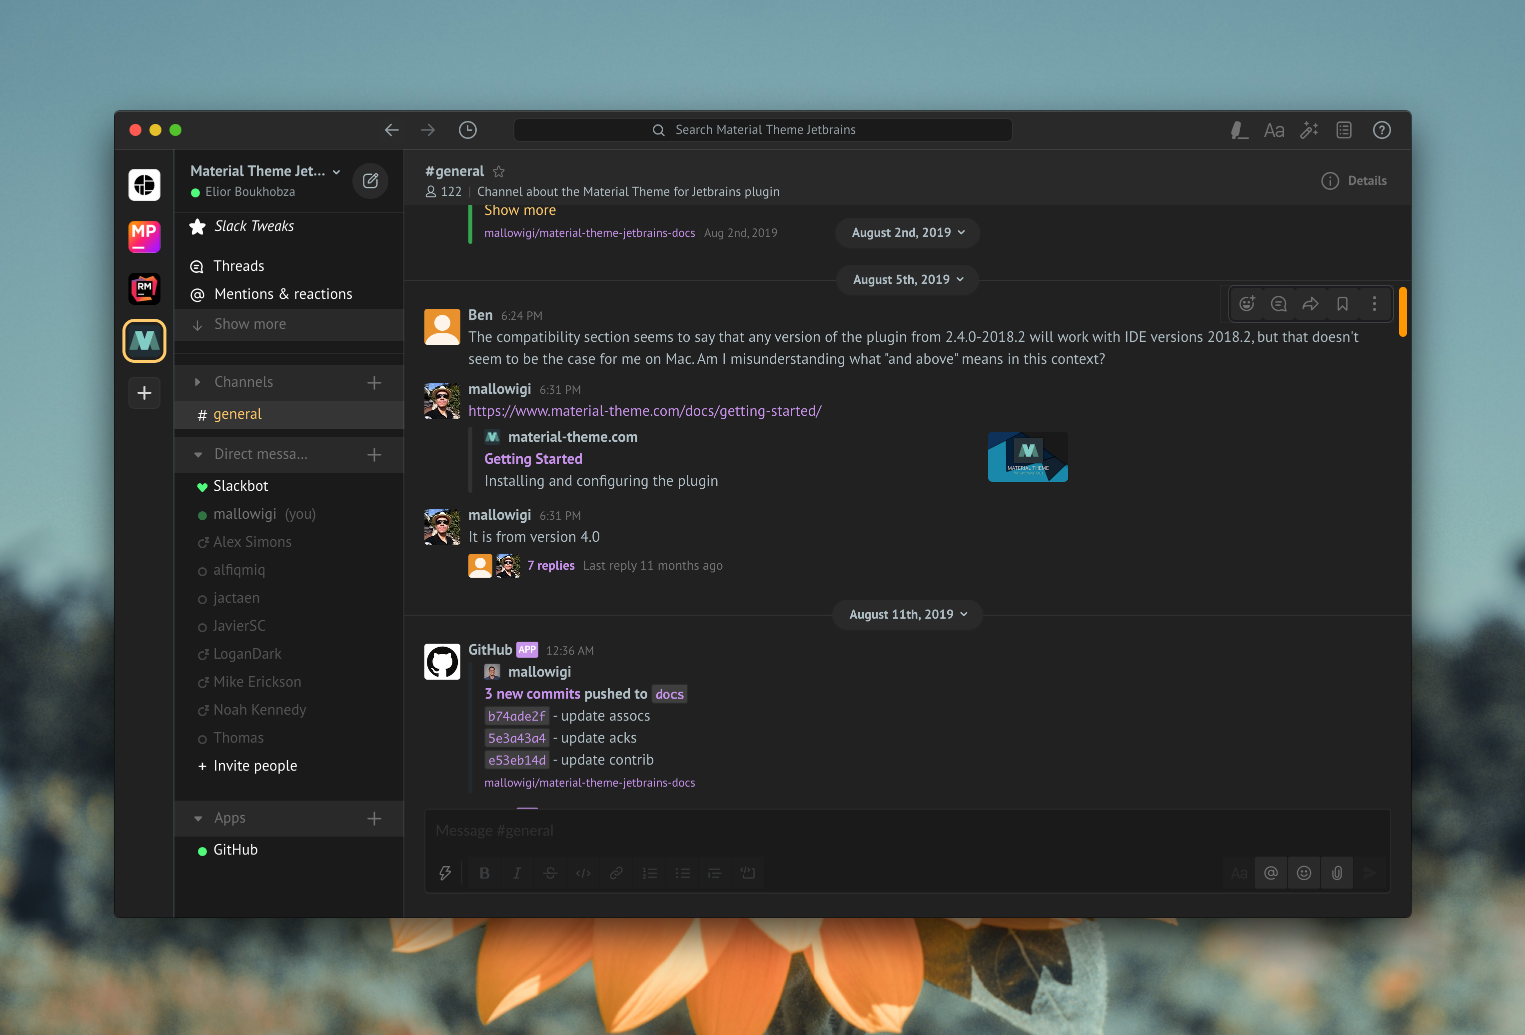 Search Material Theme Jetbrains
Aa
MP
RM
Material Theme Jet...
Elior Boukhobza
Slack Tweaks
Threads
Mentions & reactions
Show more
Channels
# general
Direct messa...
Slackbot
mallowigi (you)
Alex Simons
alfiqmiq
jactaen
JavierSC
LoganDark
Mike Erickson
Noah Kennedy
Thomas
+ Invite people
Apps
GitHub
#general
122 | Channel about the Material Theme for Jetbrains plugin
Details
Show more
mallowigi/material-theme-jetbrains-docs Aug 2nd, 2019
August 2nd, 2019
August 5th, 2019
Ben 6:24 PM
The compatibility section seems to say that any version of the plugin from 2.4.0-2018.2 will work with IDE versions 2018.2, but that doesn't
seem to be the case for me on Mac. Am I misunderstanding what "and above" means in this context?
mallowigi 6:31 PM
https://www.material-theme.com/docs/getting-started/
material-theme.com
Getting Started
Installing and configuring the plugin
MATERIAL THEME
mallowigi 6:31 PM
It is from version 4.0
7 replies Last reply 11 months ago
August 11th, 2019
GitHub APP 12:36 AM
mallowigi
3 new commits pushed to docs
b74ade2f - update assocs
5e3a43a4 - update acks
e53eb14d - update contrib
mallowigi/material-theme-jetbrains-docs
Message #general
B I S </>
Aa @